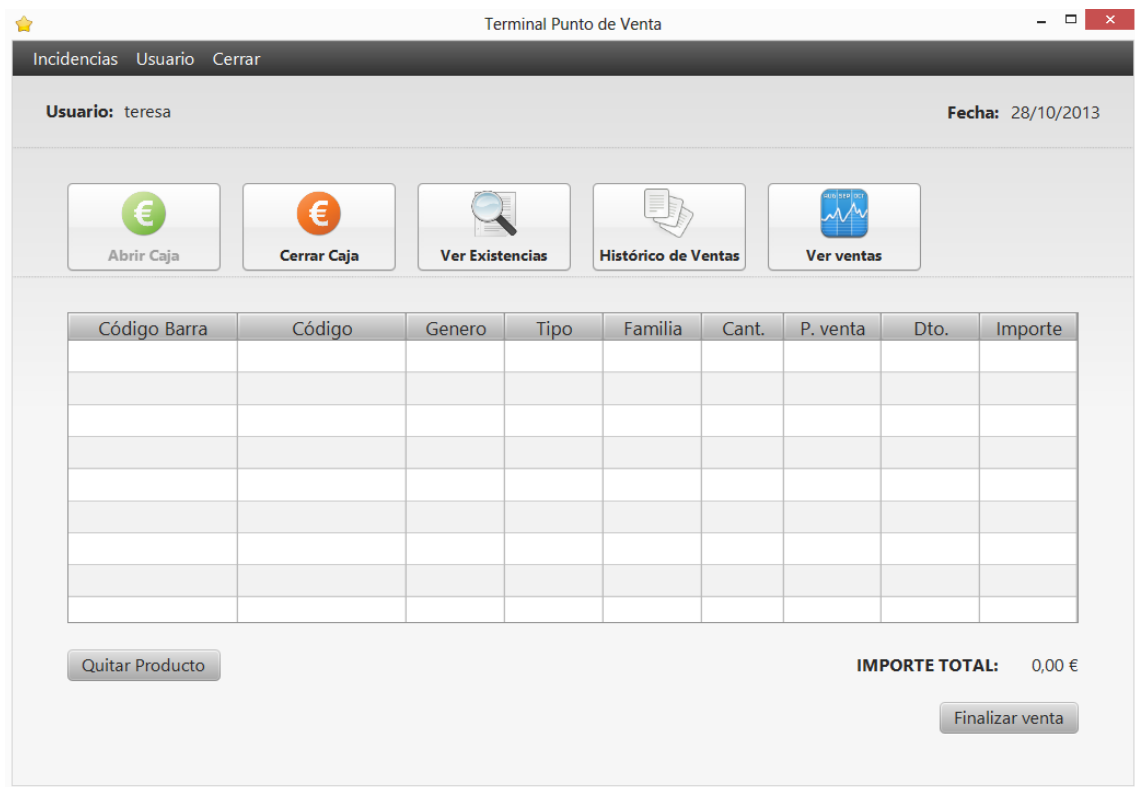 Terminal Punto de Venta
Incidencias Usuario Cerrar
Usuario: teresa Fecha: 28/10/2013
Abrir Caja Cerrar Caja Ver Existencias Histórico de Ventas Ver ventas
Código Barra Código Genero Tipo Familia Cant. P. venta Dto. Importe
Quitar Producto IMPORTE TOTAL: 0,00 €
Finalizar venta